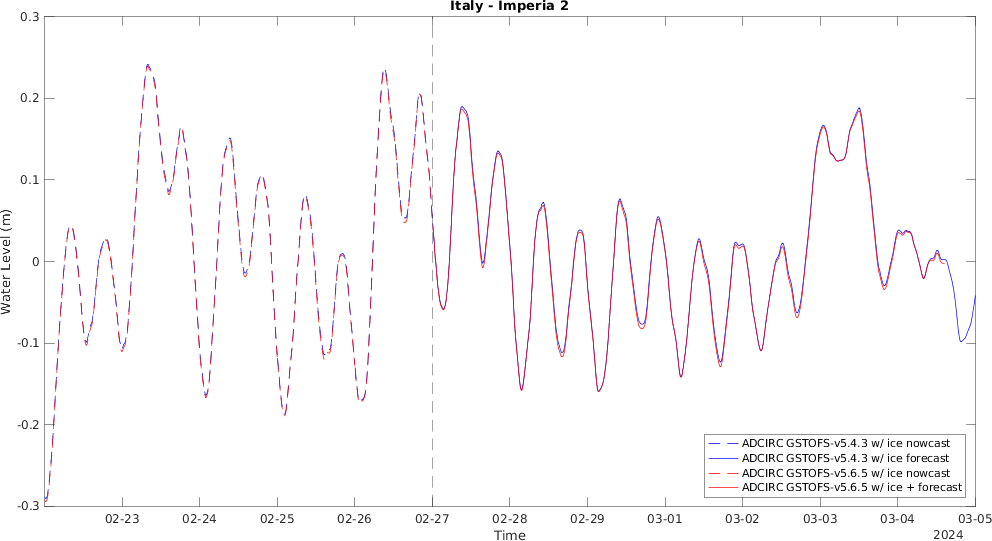 Italy - Imperia 2
0.3
0.2
0.1
0
-0.1
-0.2
-0.3
Water Level (m)
ADCIRC GSTOFS-v5.4.3 w/ ice nowcast
ADCIRC GSTOFS-v5.4.3 w/ ice forecast
ADCIRC GSTOFS-v5.6.5 w/ ice nowcast
ADCIRC GSTOFS-v5.6.5 w/ ice + forecast
02-23 02-24 02-25 02-26 02-27 02-28 02-29 03-01 03-02 03-03 03-04 03-05
Time
2024